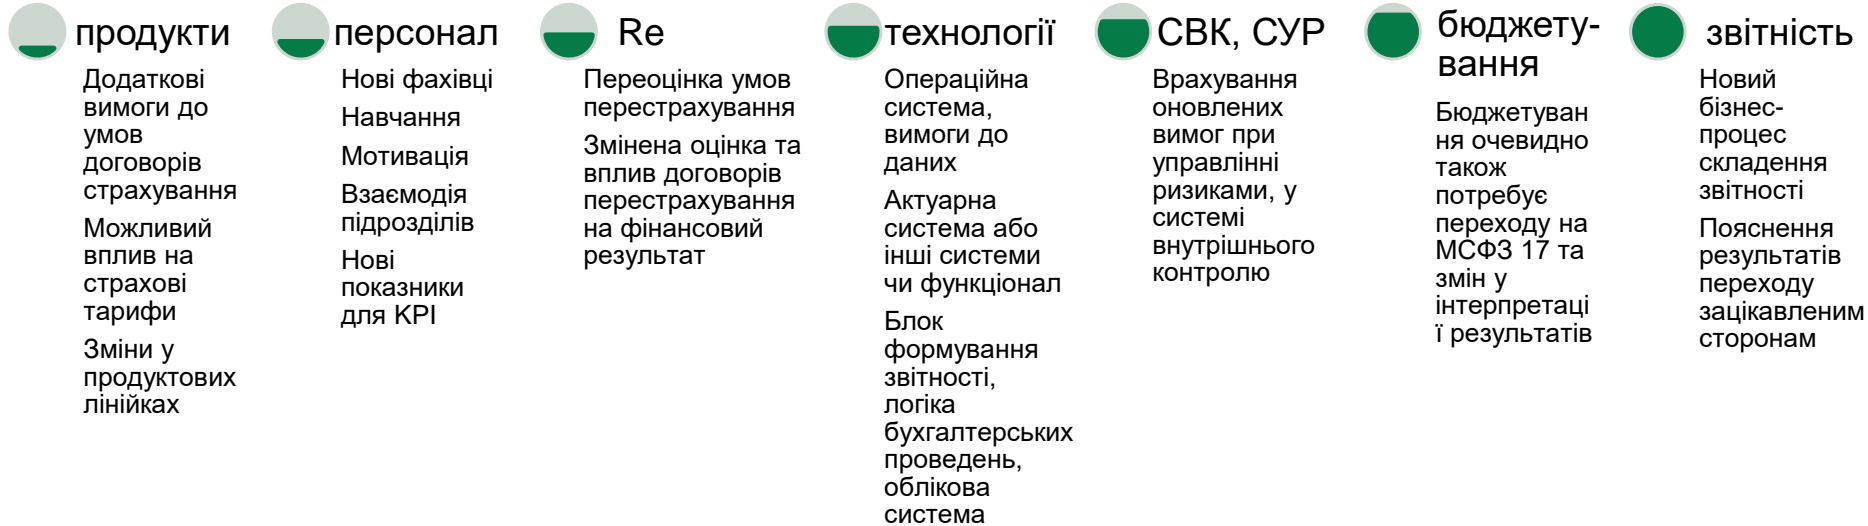 продукти
Додаткові
вимоги до
умов
договорів
страхування
Можливий
вплив на
страхові
тарифи
Зміни у
продуктових
лінійках
персонал
Нові фахівці
Навчання
Мотивація
Взаємодія
підрозділів
Нові
показники
для KPI
Re
Переоцінка умов
перестрахування
Змінена оцінка та
вплив договорів
перестрахування
на фінансовий
результат
технології
Операційна
система,
вимоги до
даних
Актуарна
система або
інші системи
чи функціонал
Блок
формування
звітності,
логіка
бухгалтерських
проведень,
облікова
система
СВК, СУР
Врахування
оновлених
вимог при
управлінні
ризиками, у
системі
внутрішнього
контролю
бюджету-
вання
Бюджетуван
ня очевидно
також
потребує
переходу на
МСФЗ 17 та
змін у
інтерпретаці
ї результатів
звітність
Новий
бізнес-
процес
складення
звітності
Пояснення
результатів
переходу
зацікавленим
сторонам